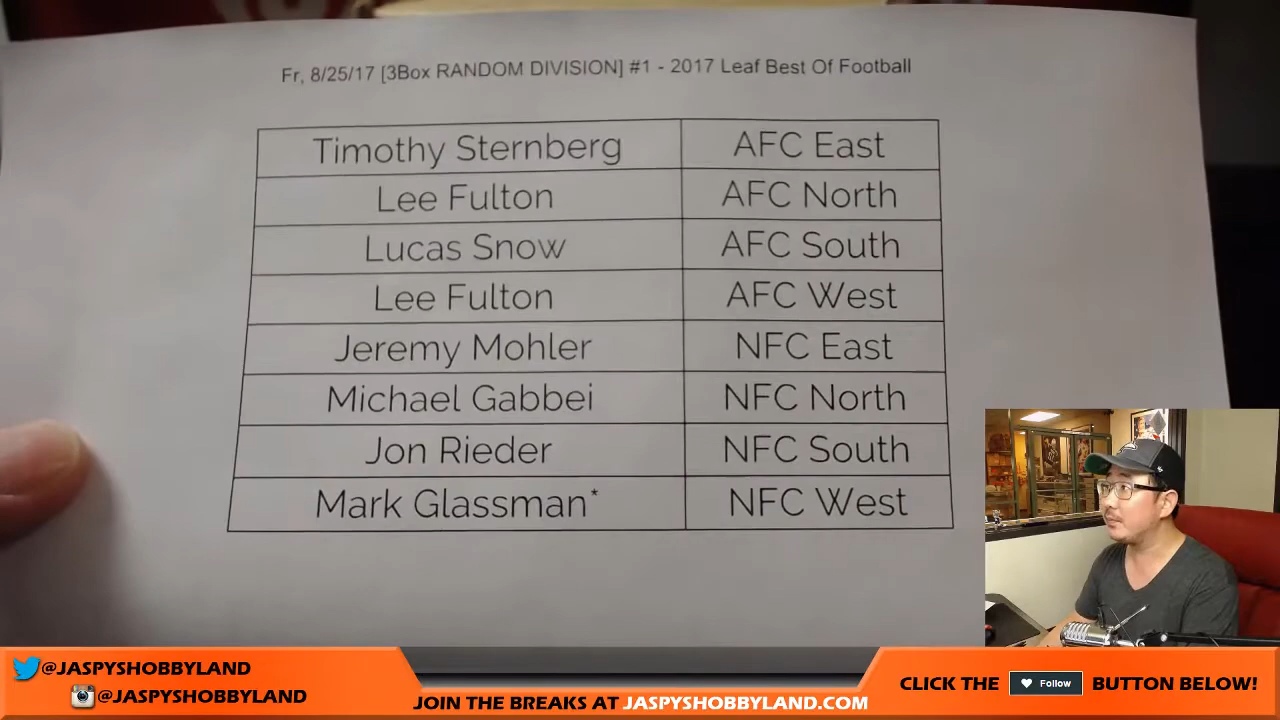 Fr, 8/25/17 [3Box RANDOM DIVISION] #1 - 2017 Leaf Best Of Football
Timothy Sternberg AFC East
Lee Fulton AFC North
Lucas Snow AFC South
Lee Fulton AFC West
Jeremy Mohler NFC East
Michael Gabbei NFC North
Jon Rieder NFC South
Mark Glassman* NFC West
@JASPYSHOBBYLAND
@JASPYSHOBBYLAND
JOIN THE BREAKS AT JASPYSHOBBYLAND.COM
CLICK THE Follow BUTTON BELOW!